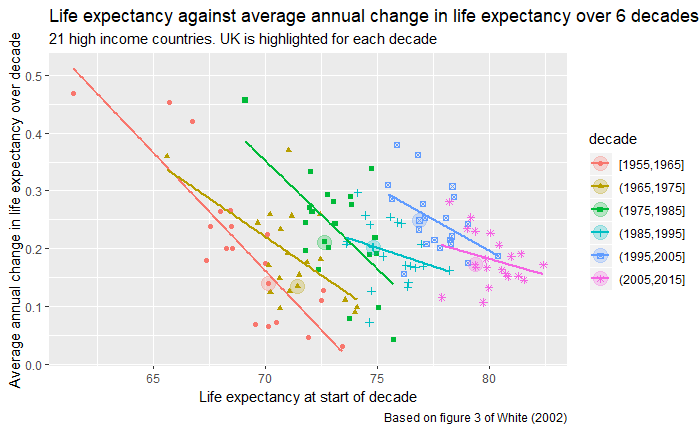 Life expectancy against average annual change in life expectancy over 6 decades
21 high income countries. UK is highlighted for each decade
Average annual change in life expectancy over decade
0.5
0.4
0.3
0.2
0.1
0.0
65
70
75
80
Life expectancy at start of decade
decade
[1955,1965]
(1965,1975]
(1975,1985]
(1985,1995]
(1995,2005]
(2005,2015]
Based on figure 3 of White (2002)